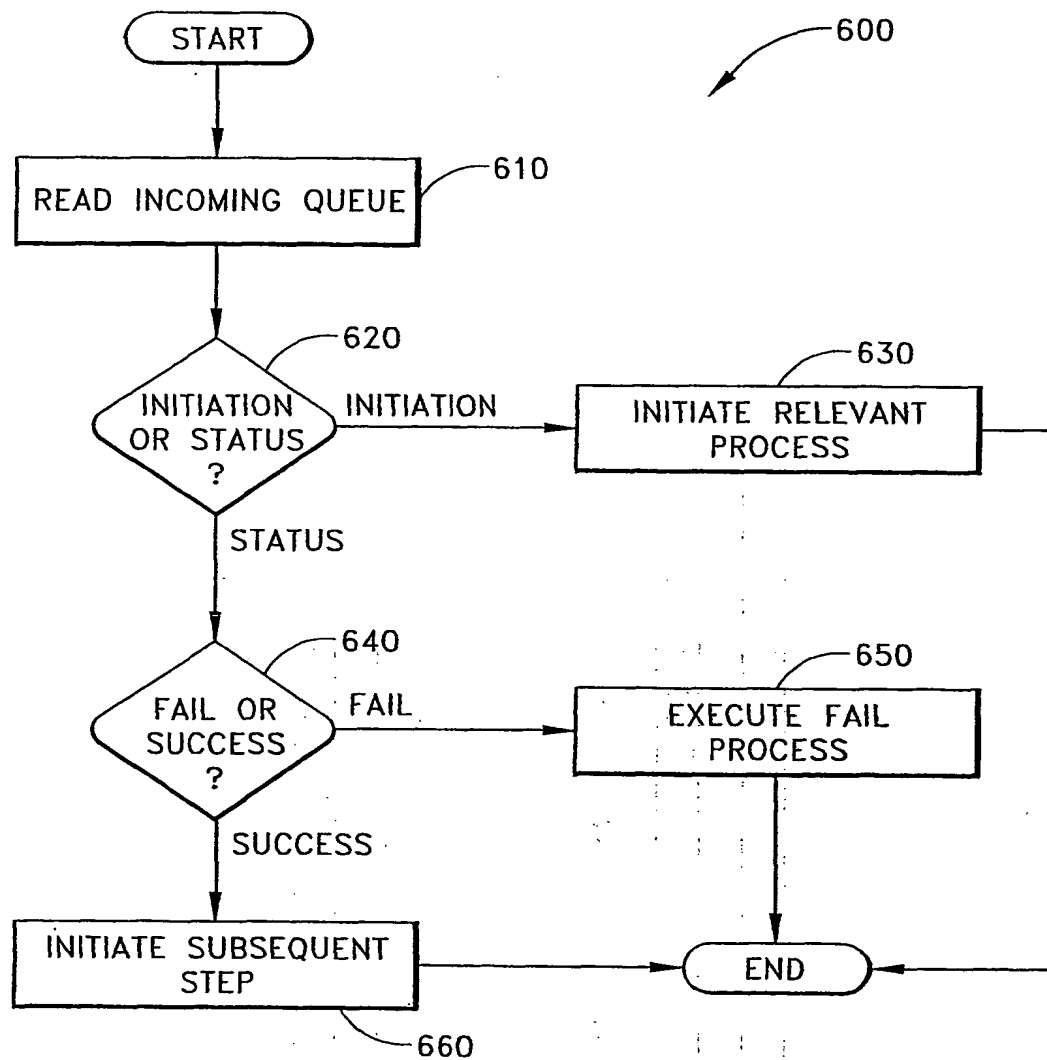 START
600
READ INCOMING QUEUE
610
620
INITIATION
OR STATUS
?
INITIATION
630
INITIATE RELEVANT
PROCESS
STATUS
640
FAIL OR
SUCCESS
?
FAIL
650
EXECUTE FAIL
PROCESS
SUCCESS
INITIATE SUBSEQUENT
STEP
660
END